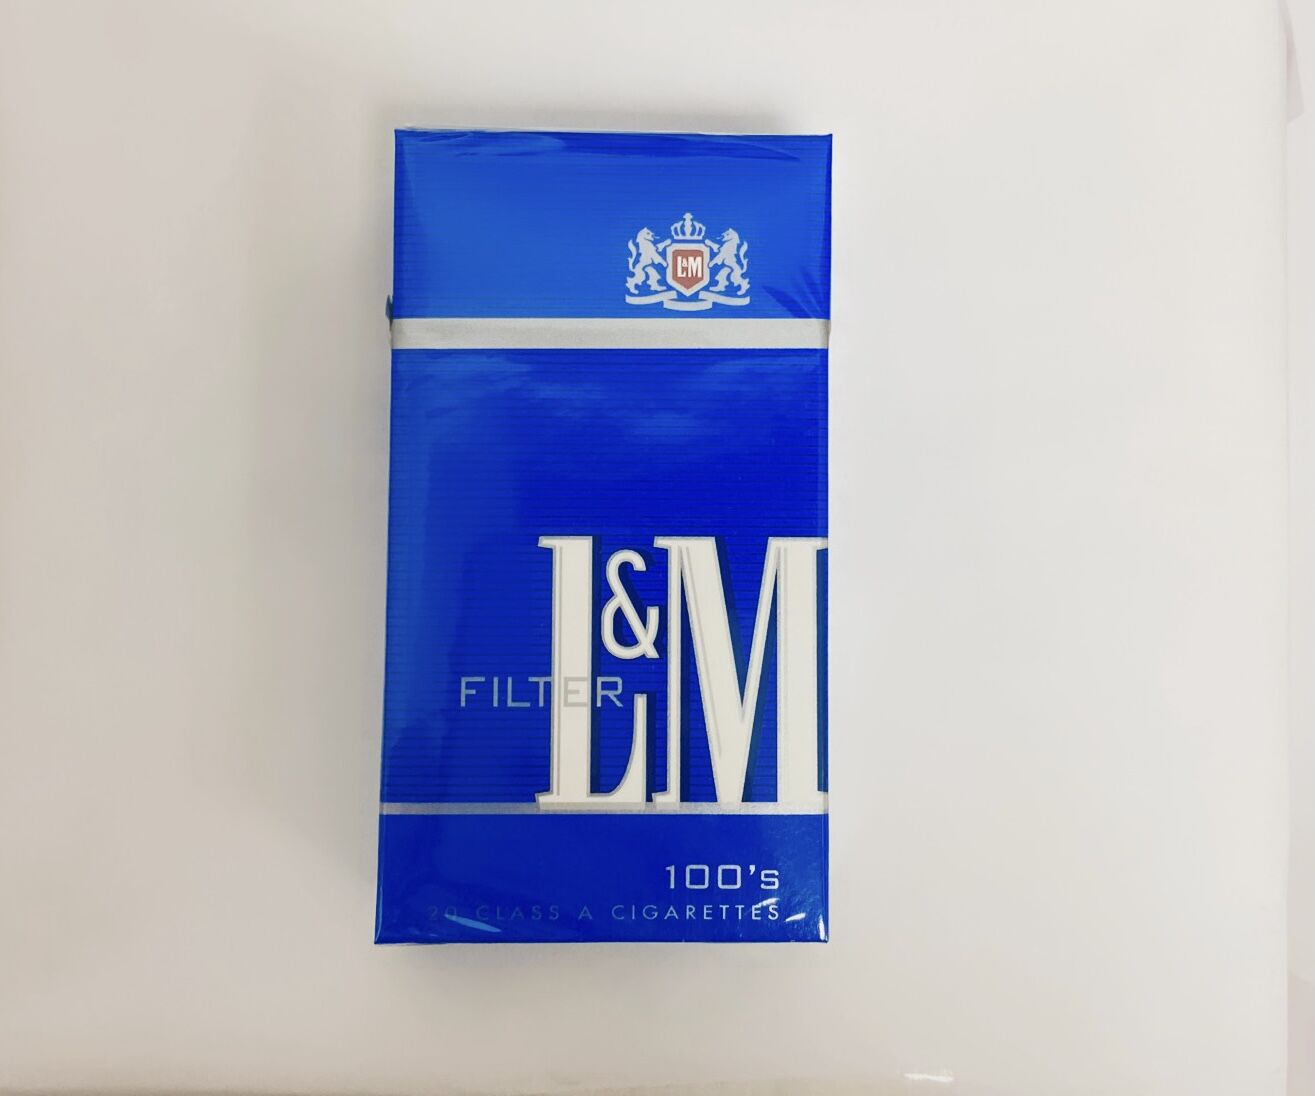 L&M
L&M
FILTER
100's
20 CLASS A CIGARETTES